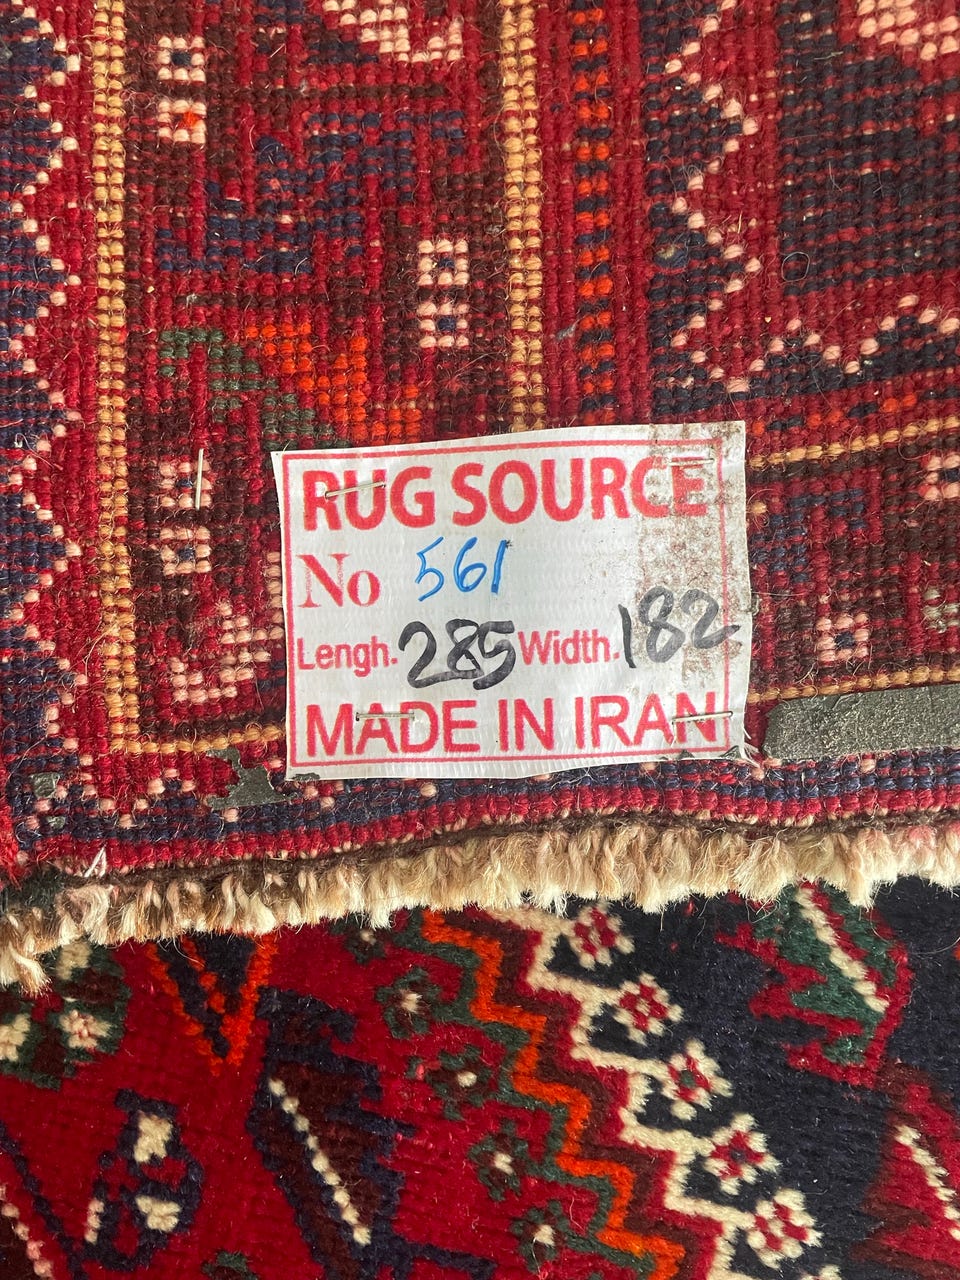 RUG SOURCE
No 561
Lengh. 285 Width. 182
MADE IN IRAN